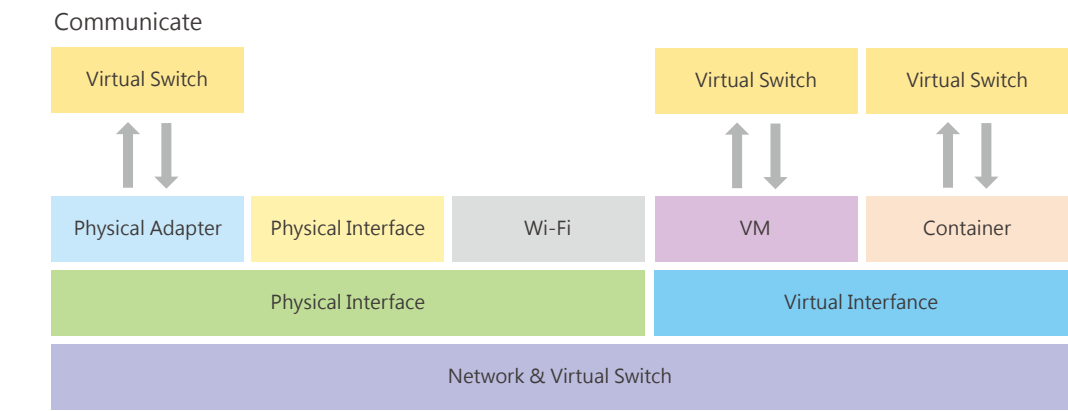 Communicate
Virtual Switch
Virtual Switch
Virtual Switch
Physical Adapter
Physical Interface
Wi-Fi
VM
Container
Physical Interface
Virtual Interfance
Network & Virtual Switch